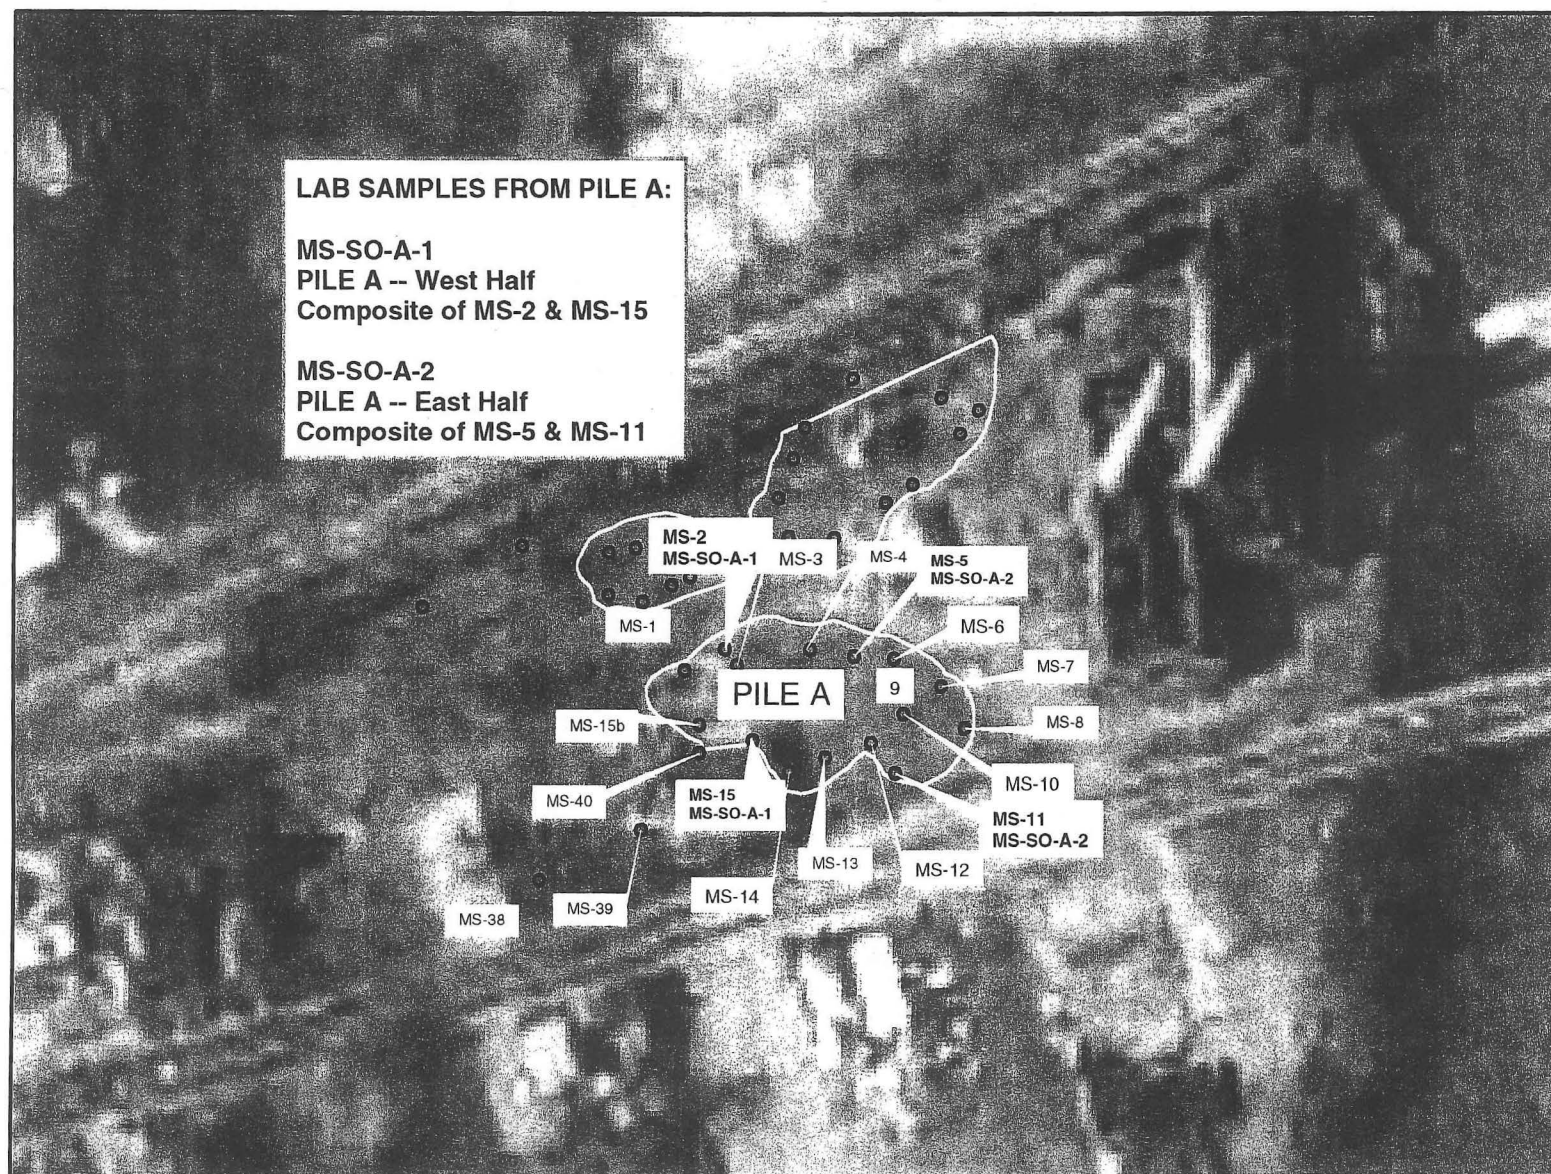 LAB SAMPLES FROM PILE A:
MS-SO-A-1
PILE A -- West Half
Composite of MS-2 & MS-15
MS-SO-A-2
PILE A -- East Half
Composite of MS-5 & MS-11
MS-2
MS-SO-A-1
MS-3
MS-4
MS-5
MS-SO-A-2
MS-1
MS-6
MS-7
PILE A
9
MS-15b
MS-8
MS-10
MS-40
MS-15
MS-SO-A-1
MS-11
MS-SO-A-2
MS-13
MS-12
MS-14
MS-39
MS-38